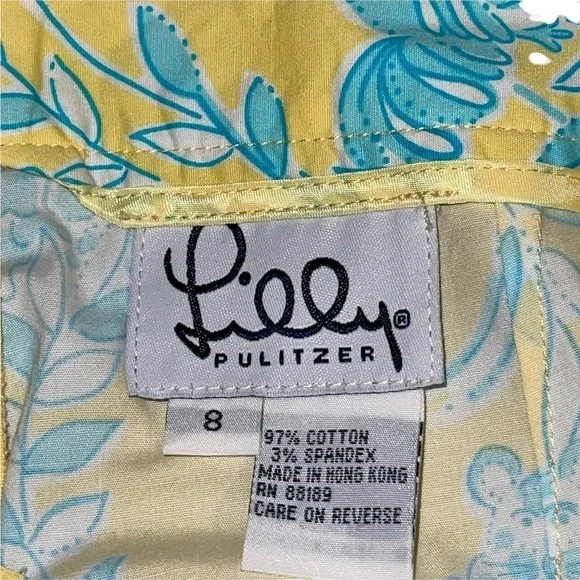 Lilly®
PULITZER
8
97% COTTON
3% SPANDEX
MADE IN HONG KONG
RN 88189
CARE ON REVERSE